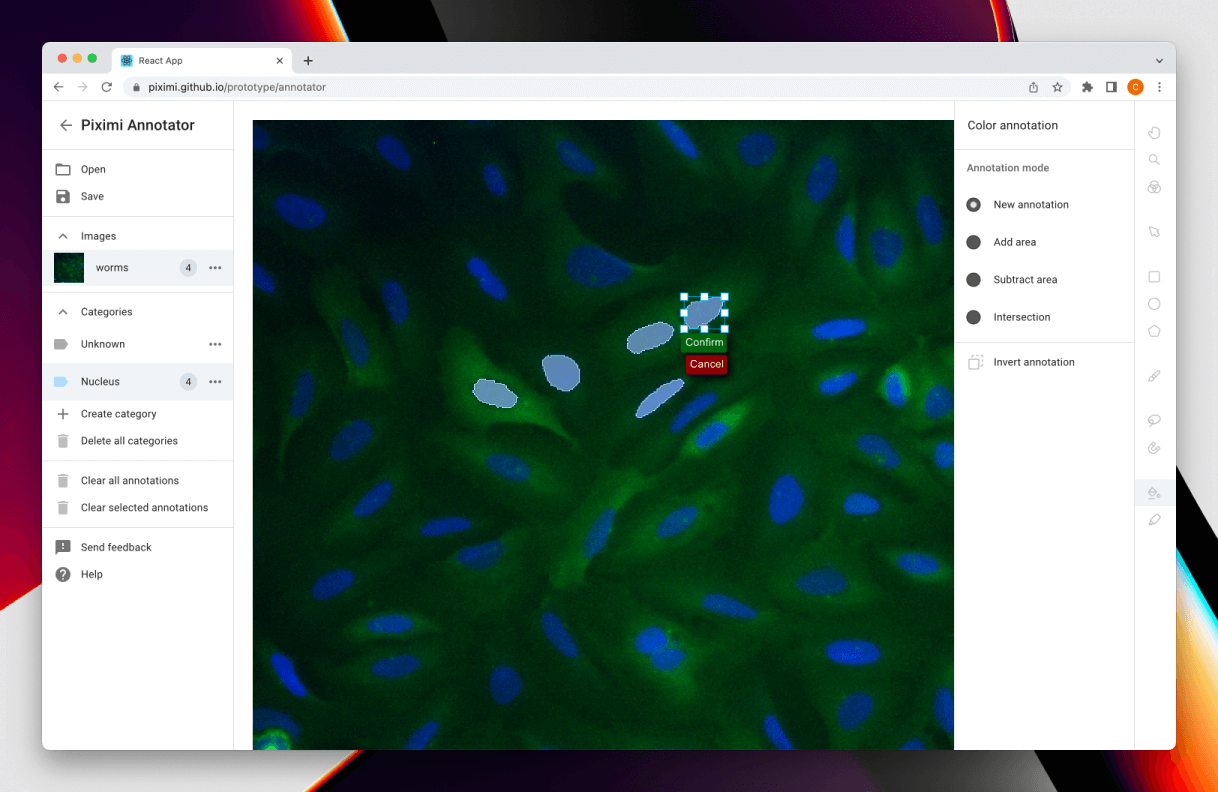 React App
piximi.github.io/prototype/annotator
C
Piximi Annotator
Open
Save
Images
worms 4
Categories
Unknown
Nucleus 4
Create category
Delete all categories
Clear all annotations
Clear selected annotations
Send feedback
Help
Confirm
Cancel
Color annotation
Annotation mode
New annotation
Add area
Subtract area
Intersection
Invert annotation